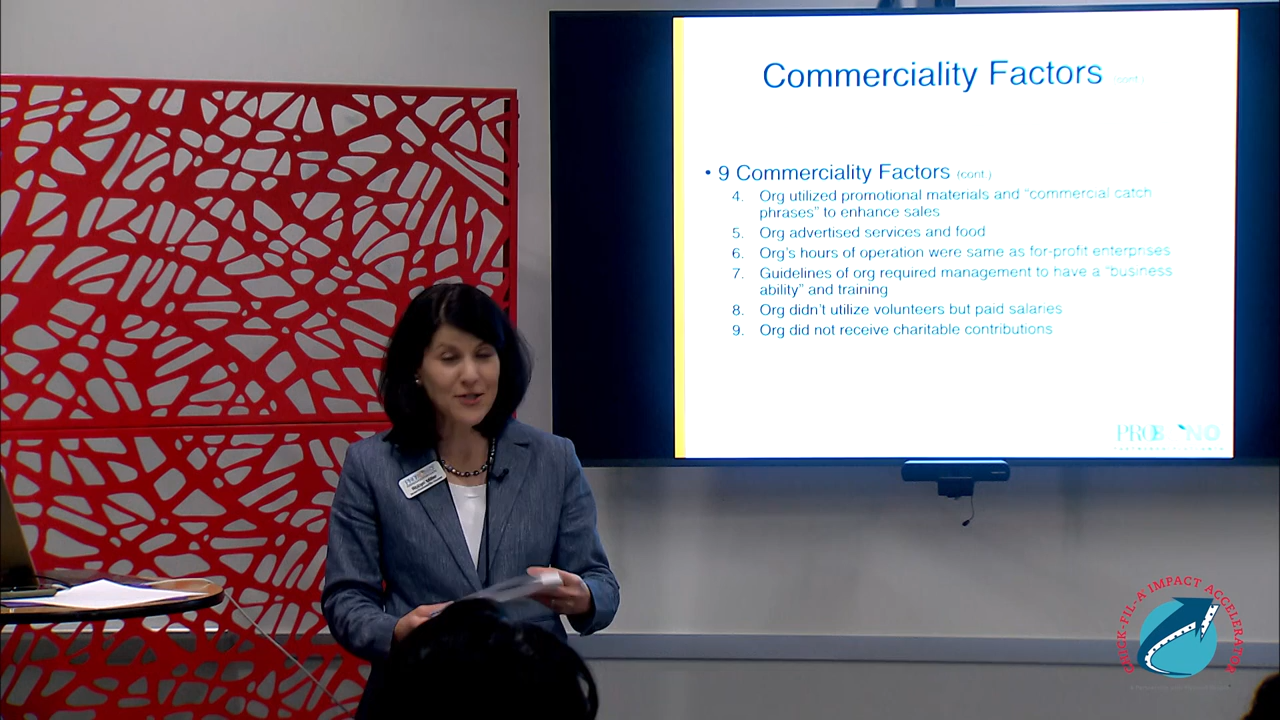 Commerciality Factors (cont.)
• 9 Commerciality Factors (cont.)
4. Org utilized promotional materials and "commercial catch
phrases" to enhance sales
5. Org advertised services and food
6. Org's hours of operation were same as for-profit enterprises
7. Guidelines of org required management to have a "business
ability" and training
8. Org didn't utilize volunteers but paid salaries
9. Org did not receive charitable contributions
CHICK-FIL-A IMPACT ACCELERATOR